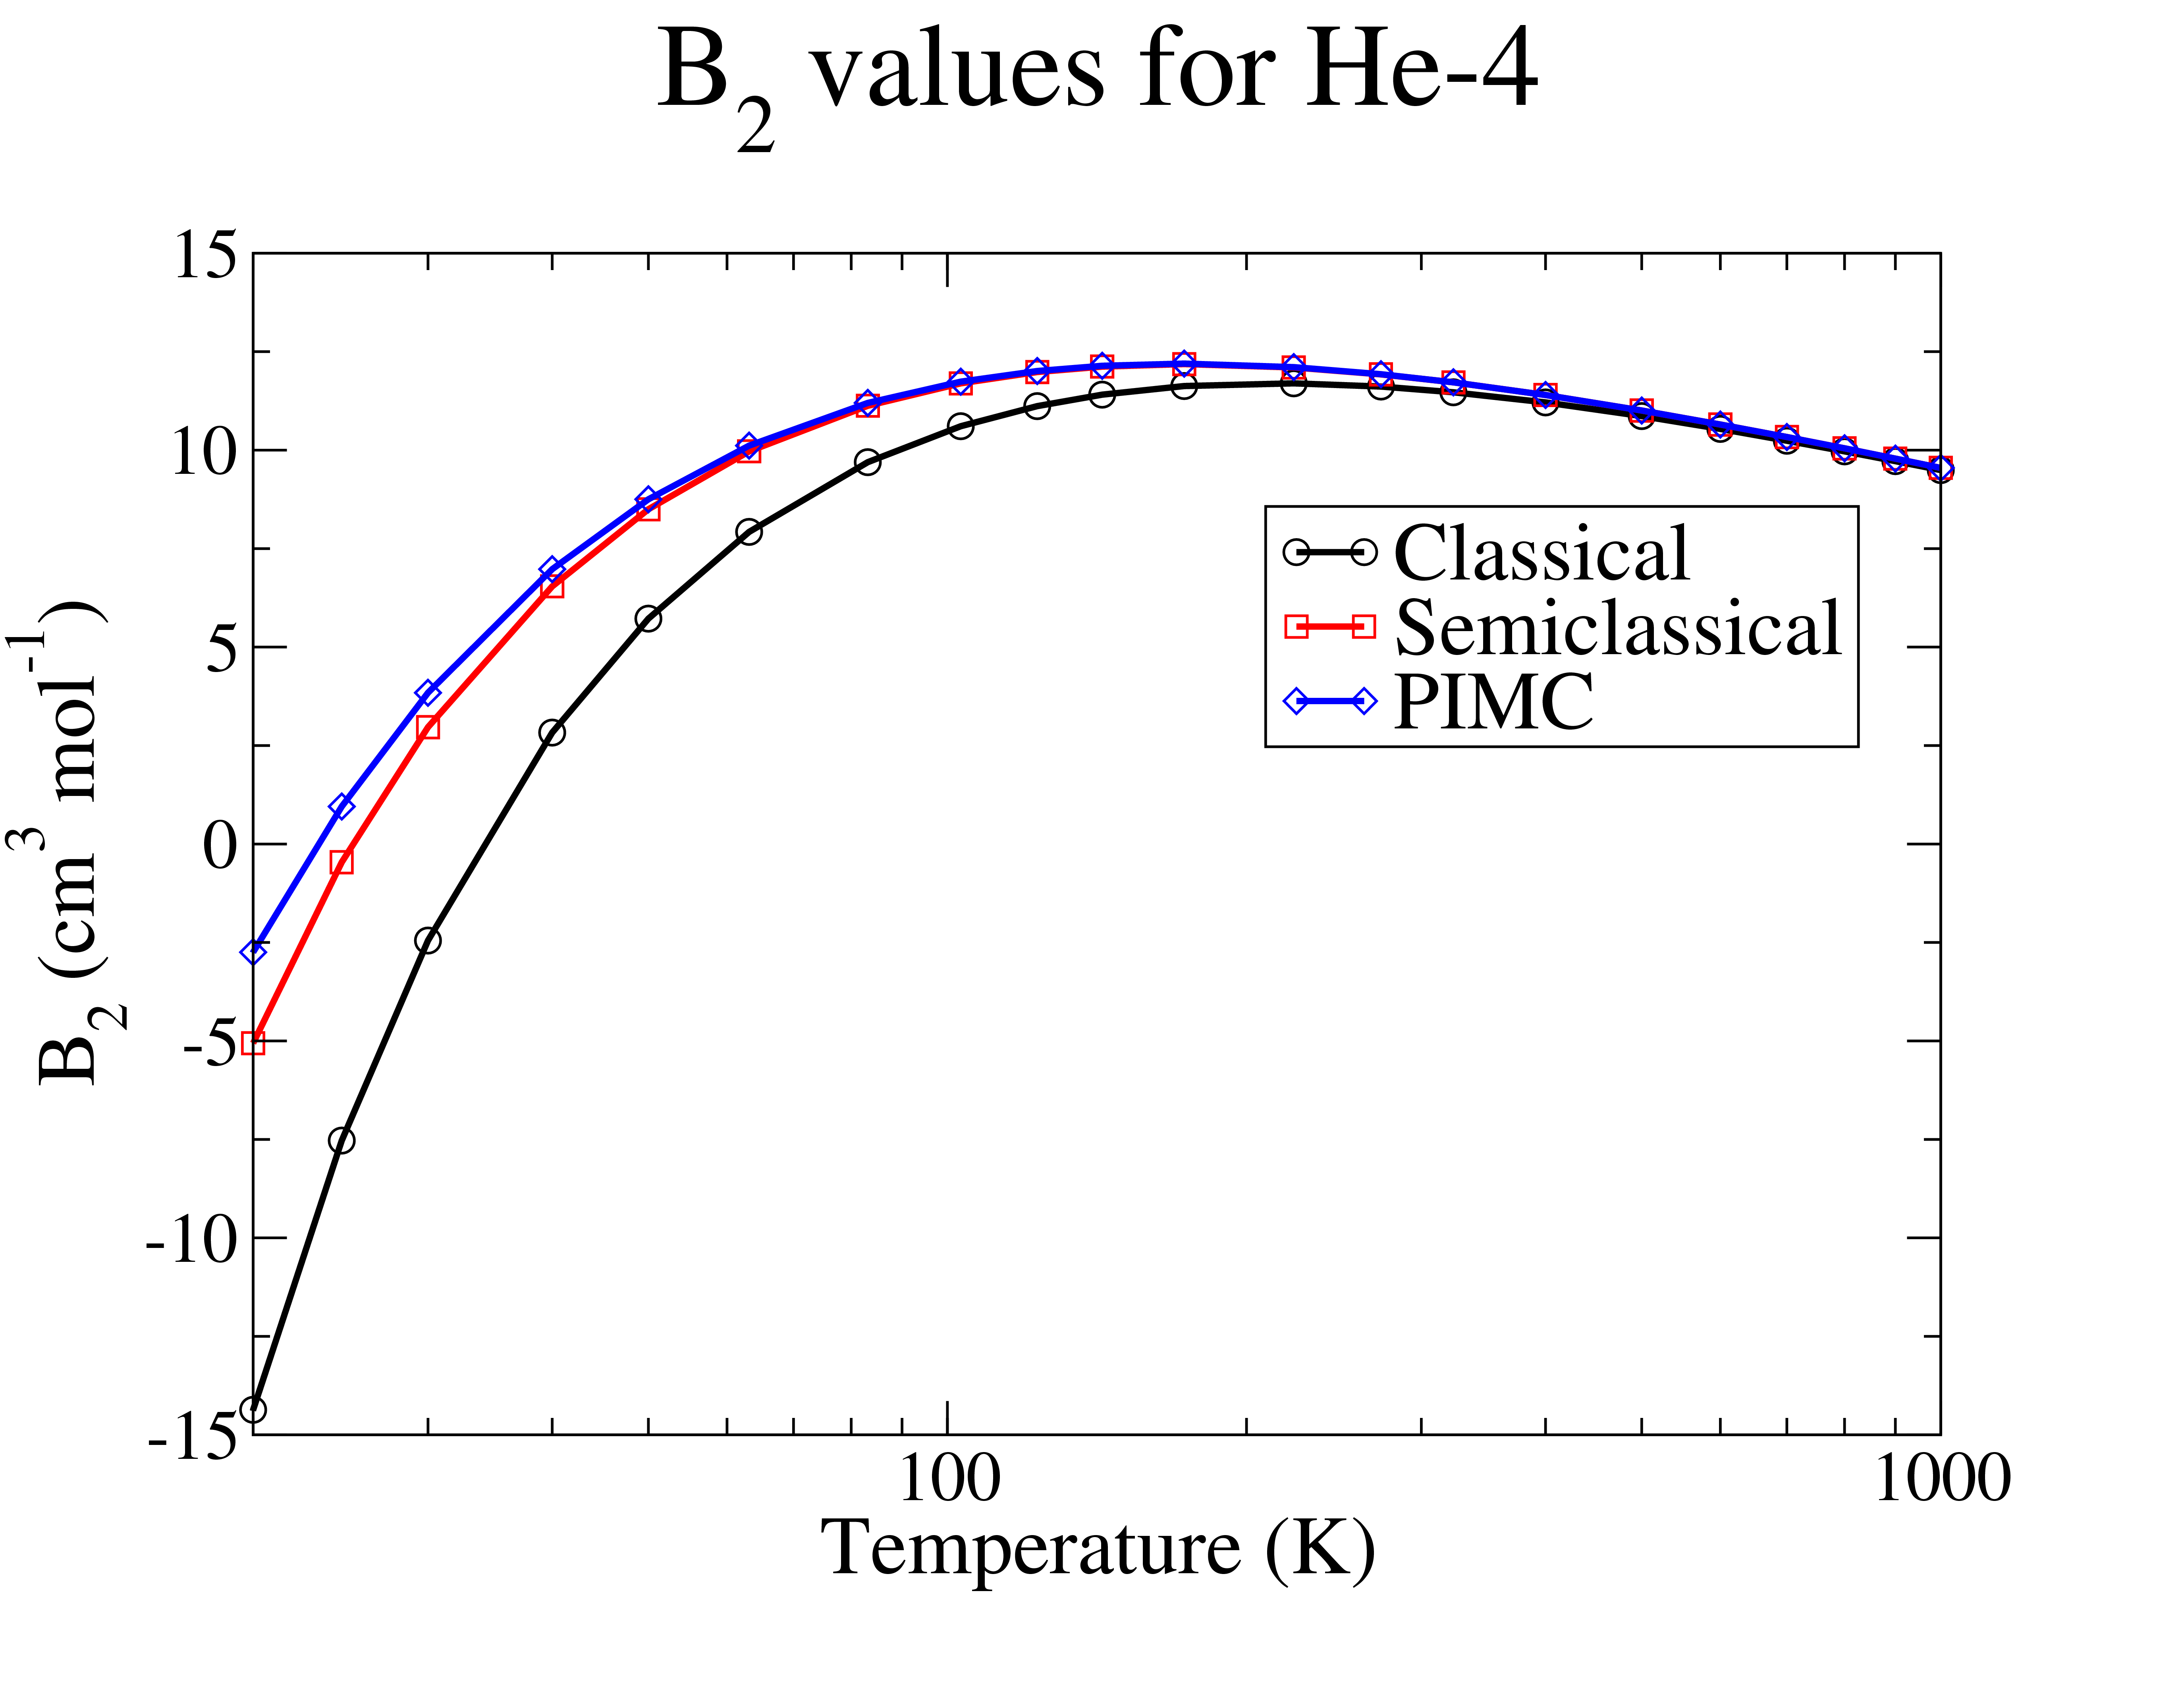 B₂ values for He-4
15
10
5
0
-5
-10
-15
B₂ (cm³ mol⁻¹)
Classical
Semiclassical
PIMC
100
1000
Temperature (K)